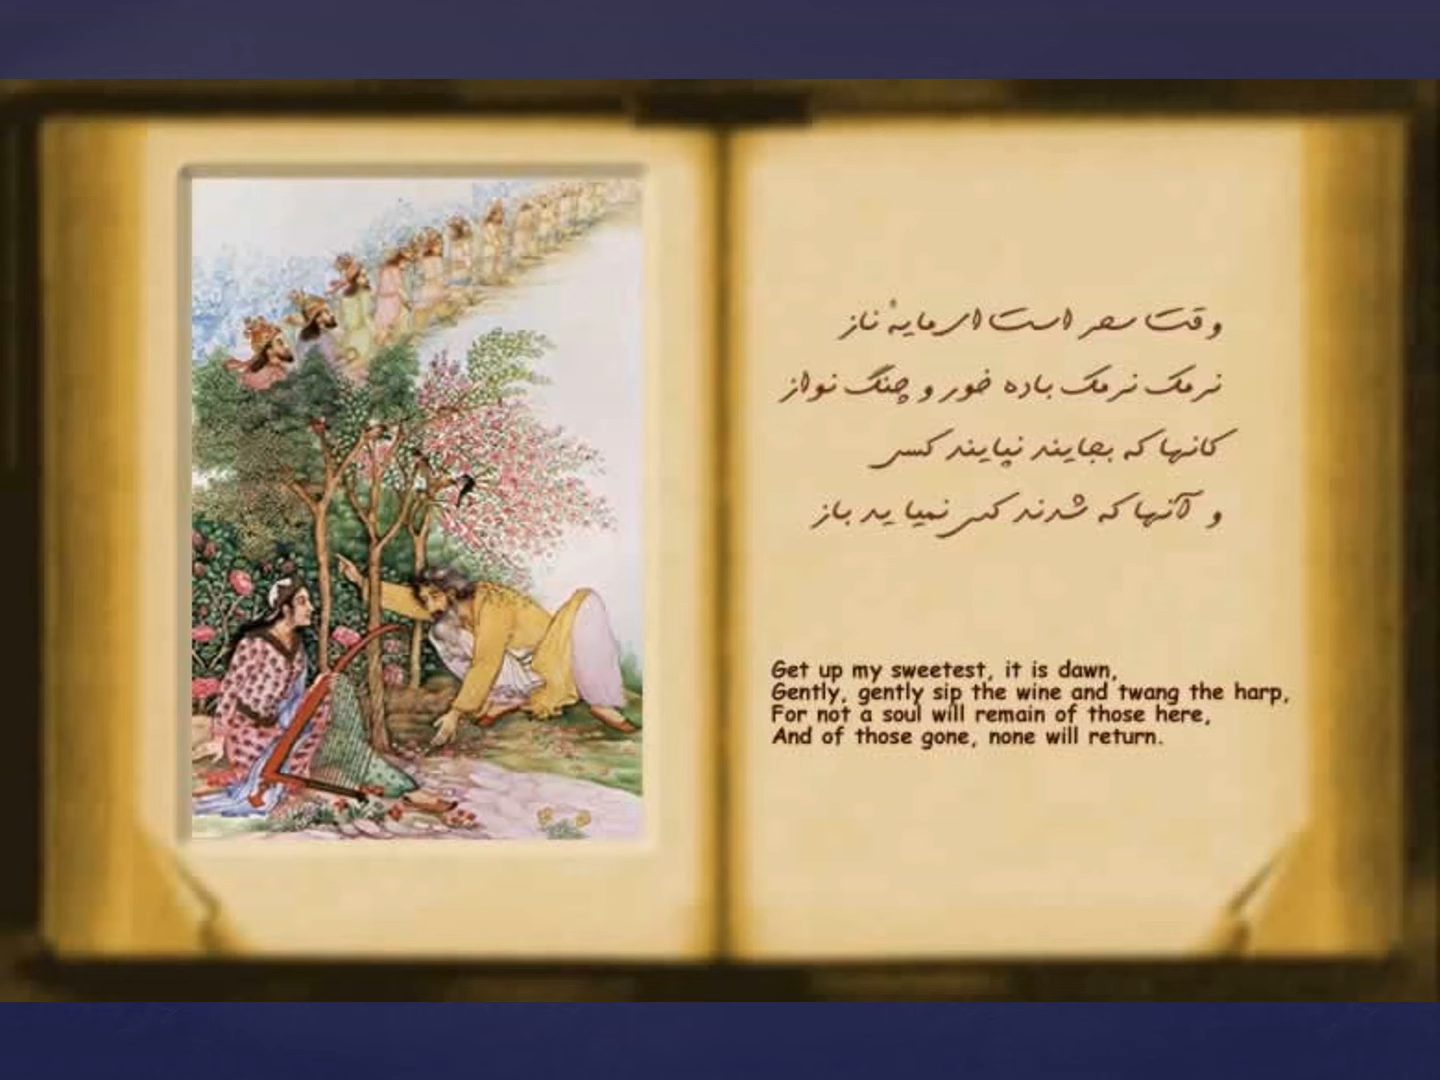 وقت سحر است ای مایهٔ ناز
نرمک نرمک باده خور و چنگ نواز
کانها که بجایند نپایند کسی
و آنها که شدند کس نمیاید باز
Get up my sweetest, it is dawn,
Gently, gently sip the wine and twang the harp,
For not a soul will remain of those here,
And of those gone, none will return.